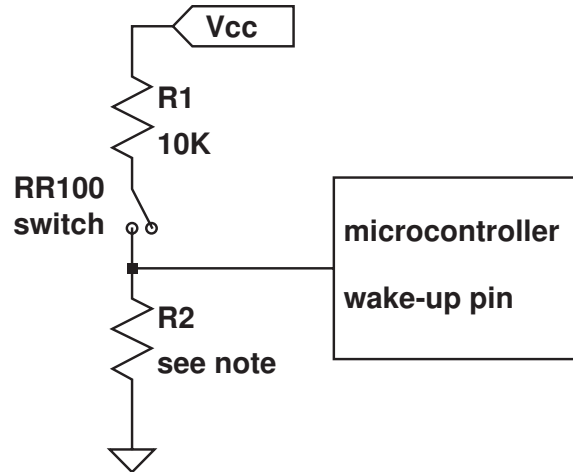 Vcc
R1
10K
RR100
switch
microcontroller
wake-up pin
R2
see note